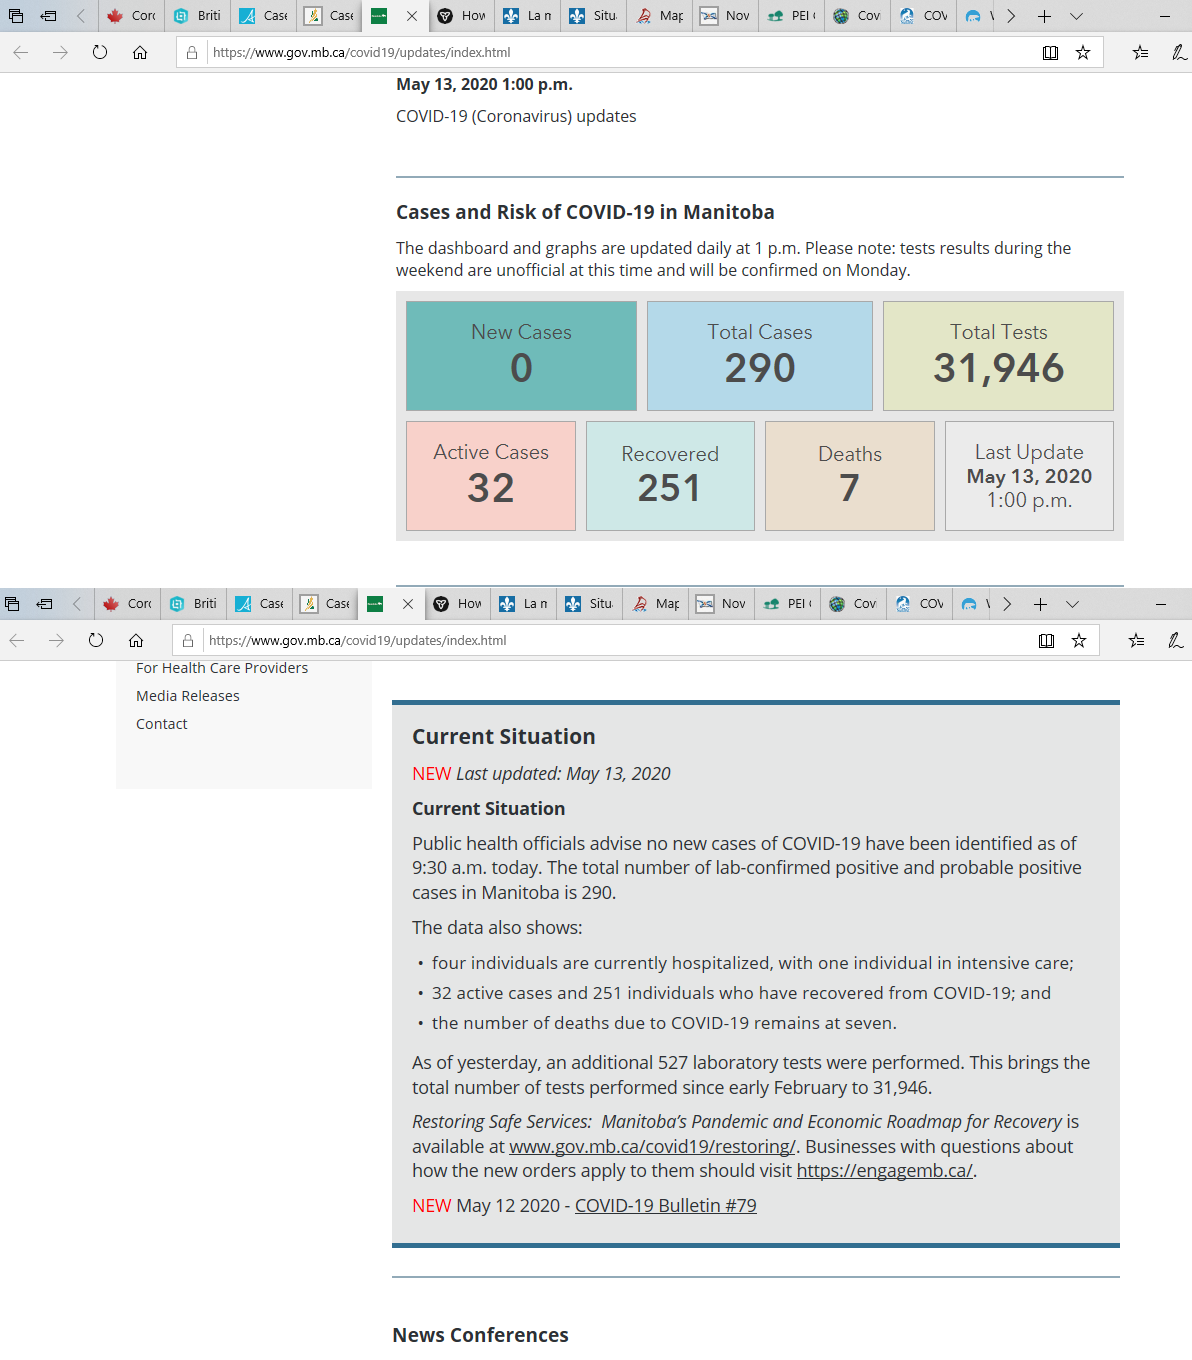 Coro
Briti
Case
Case
How
La n
Situ
Map
Nov
PEI
Cov
COV
https://www.gov.mb.ca/covid19/updates/index.html
May 13, 2020 1:00 p.m.
COVID-19 (Coronavirus) updates
Cases and Risk of COVID-19 in Manitoba
The dashboard and graphs are updated daily at 1 p.m. Please note: tests results during the
weekend are unofficial at this time and will be confirmed on Monday.
New Cases
0
Total Cases
290
Total Tests
31,946
Active Cases
32
Recovered
251
Deaths
7
Last Update
May 13, 2020
1:00 p.m.
Coro
Briti
Case
Case
How
La n
Situ
Map
Nov
PEI
Cov
COV
https://www.gov.mb.ca/covid19/updates/index.html
For Health Care Providers
Media Releases
Contact
Current Situation
NEW Last updated: May 13, 2020
Current Situation
Public health officials advise no new cases of COVID-19 have been identified as of
9:30 a.m. today. The total number of lab-confirmed positive and probable positive
cases in Manitoba is 290.
The data also shows:
• four individuals are currently hospitalized, with one individual in intensive care;
• 32 active cases and 251 individuals who have recovered from COVID-19; and
• the number of deaths due to COVID-19 remains at seven.
As of yesterday, an additional 527 laboratory tests were performed. This brings the
total number of tests performed since early February to 31,946.
Restoring Safe Services:  Manitoba's Pandemic and Economic Roadmap for Recovery is
available at www.gov.mb.ca/covid19/restoring/. Businesses with questions about
how the new orders apply to them should visit https://engagemb.ca/.
NEW May 12 2020 - COVID-19 Bulletin #79
News Conferences